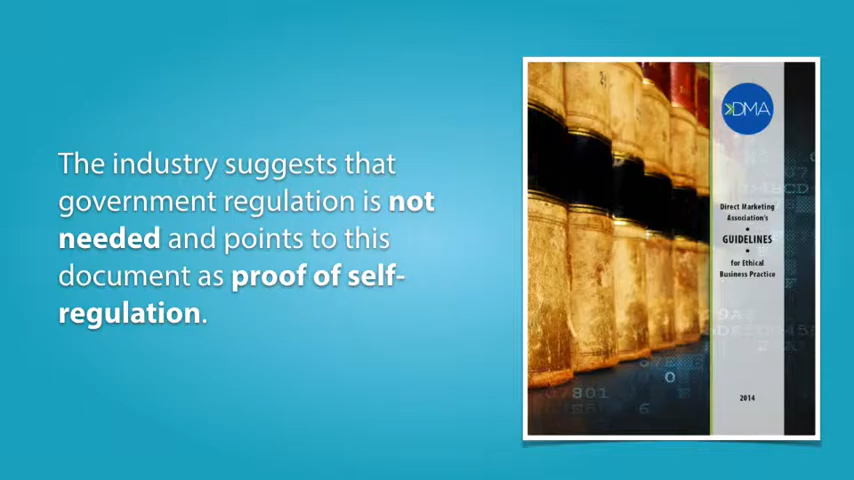 The industry suggests that
government regulation is not
needed and points to this
document as proof of self-
regulation.
DMA
Direct Marketing
Association's
GUIDELINES
for Ethical
Business Practice
2014